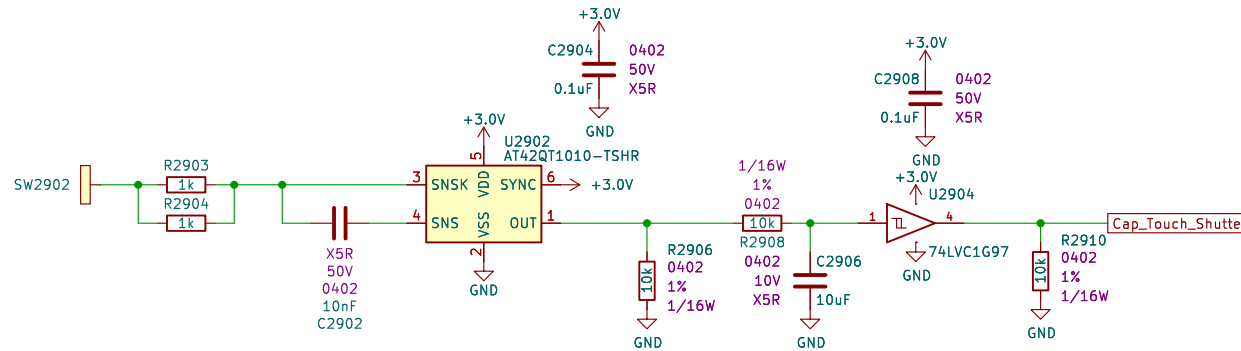 +3.0V
C2904
0402
50V
0.1uF
X5R
GND
+3.0V
C2908
0402
50V
0.1uF
X5R
GND
+3.0V
U2902
AT42QT1010-TSHR
SW2902
R2903
1k
R2904
1k
3
SNSK
4
SNS
5
VDD
VSS
2
SYNC
6
+3.0V
OUT
1
GND
X5R
50V
0402
10nF
C2902
R2906
10k
0402
1%
1/16W
GND
1/16W
1%
0402
10k
R2908
0402
10V
X5R
C2906
10uF
GND
+3.0V
U2904
1
4
74LVC1G97
GND
R2910
10k
0402
1%
1/16W
GND
Cap_Touch_Shutte